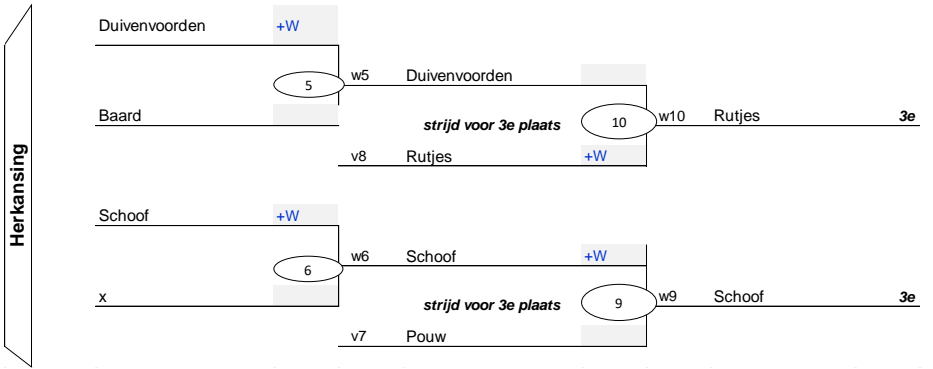 Herkansing
Duivenvoorden +W
5 w5 Duivenvoorden
Baard
strijd voor 3e plaats 10 w10 Rutjes 3e
v8 Rutjes +W
Schoof +W
6 w6 Schoof +W
x
strijd voor 3e plaats 9 w9 Schoof 3e
v7 Pouw